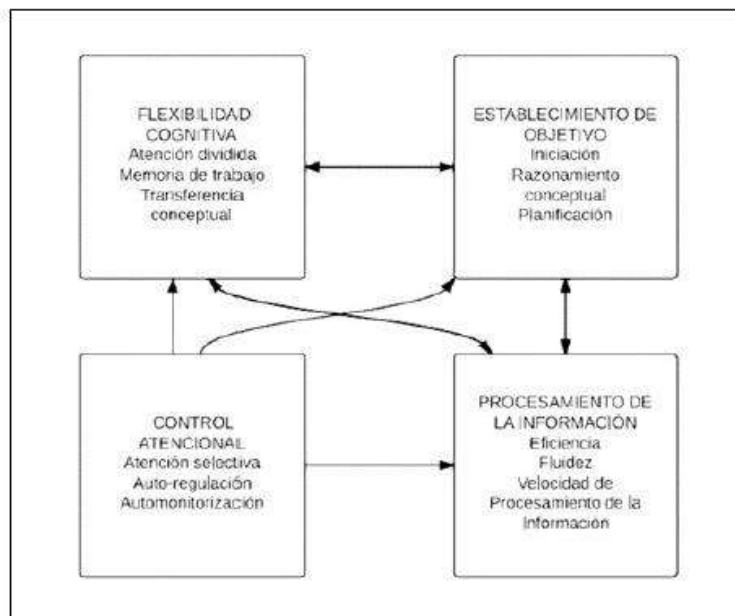 FLEXIBILIDAD
COGNITIVA
Atención dividida
Memoria de trabajo
Transferencia
conceptual
ESTABLECIMIENTO DE
OBJETIVO
Iniciación
Razonamiento
conceptual
Planificación
CONTROL
ATENCIONAL
Atención selectiva
Auto-regulación
Automonitorización
PROCESAMIENTO DE
LA INFORMACIÓN
Eficiencia
Fluidez
Velocidad de
Procesamiento de la
Información